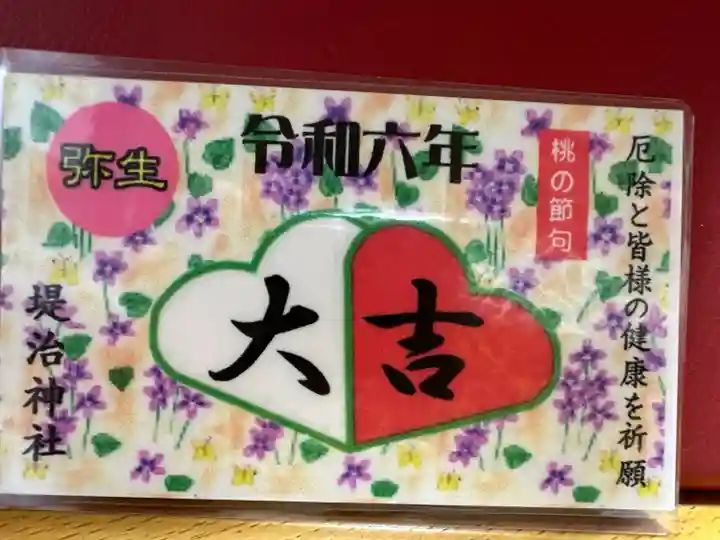 弥生
令和六年
桃の節句
厄除と皆様の健康を祈願
大吉
堤治神社